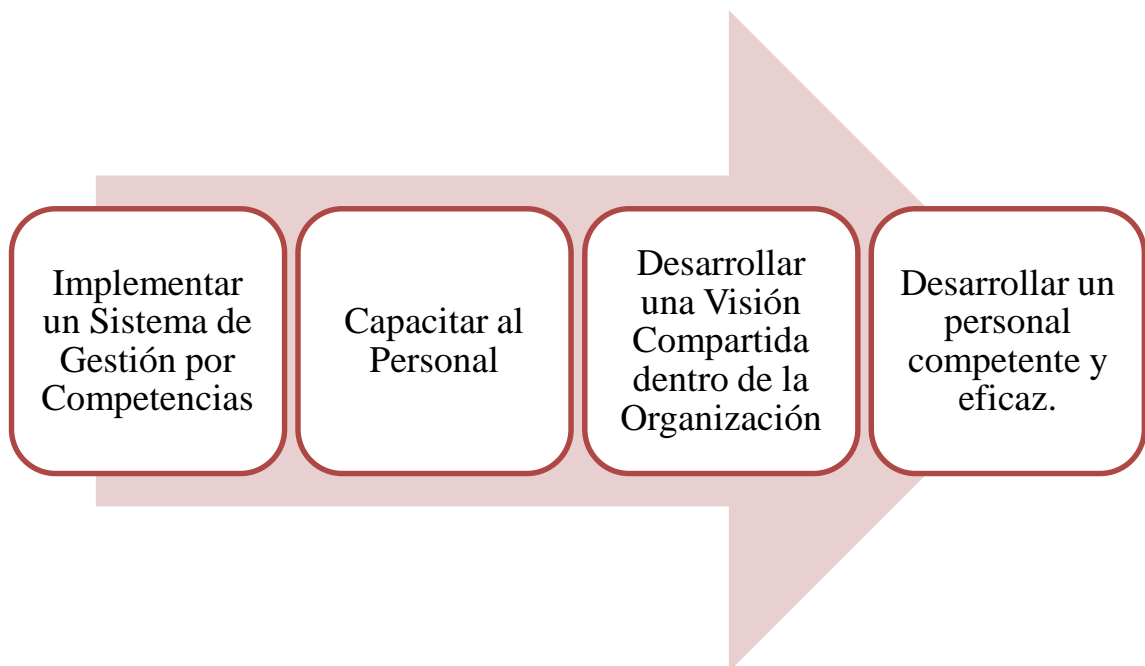 Implementar
un Sistema de
Gestión por
Competencias
Capacitar al
Personal
Desarrollar
una Visión
Compartida
dentro de la
Organización
Desarrollar un
personal
competente y
eficaz.